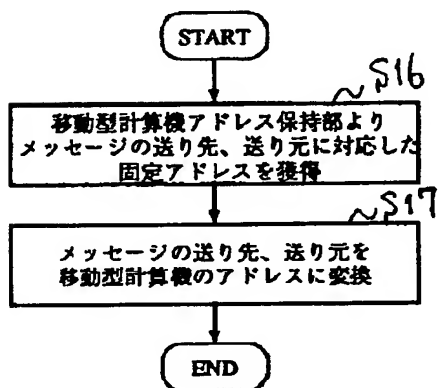 START
S16
移動型計算機アドレス保持部より
メッセージの送り先、送り元に対応した
固定アドレスを獲得
S17
メッセージの送り先、送り元を
移動型計算機のアドレスに変換
END